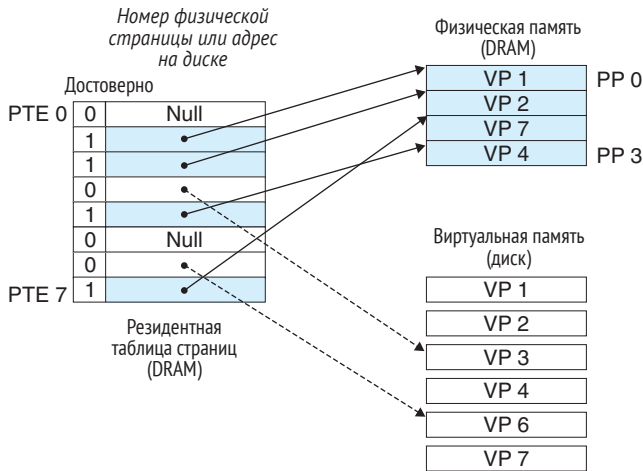 Номер физической
страницы или адрес
на диске
Достоверно
PTE 0
0
Null
1
1
0
1
0
Null
0
PTE 7
1
Резидентная
таблица страниц
(DRAM)
Физическая память
(DRAM)
VP 1
PP 0
VP 2
VP 7
VP 4
PP 3
Виртуальная память
(диск)
VP 1
VP 2
VP 3
VP 4
VP 6
VP 7